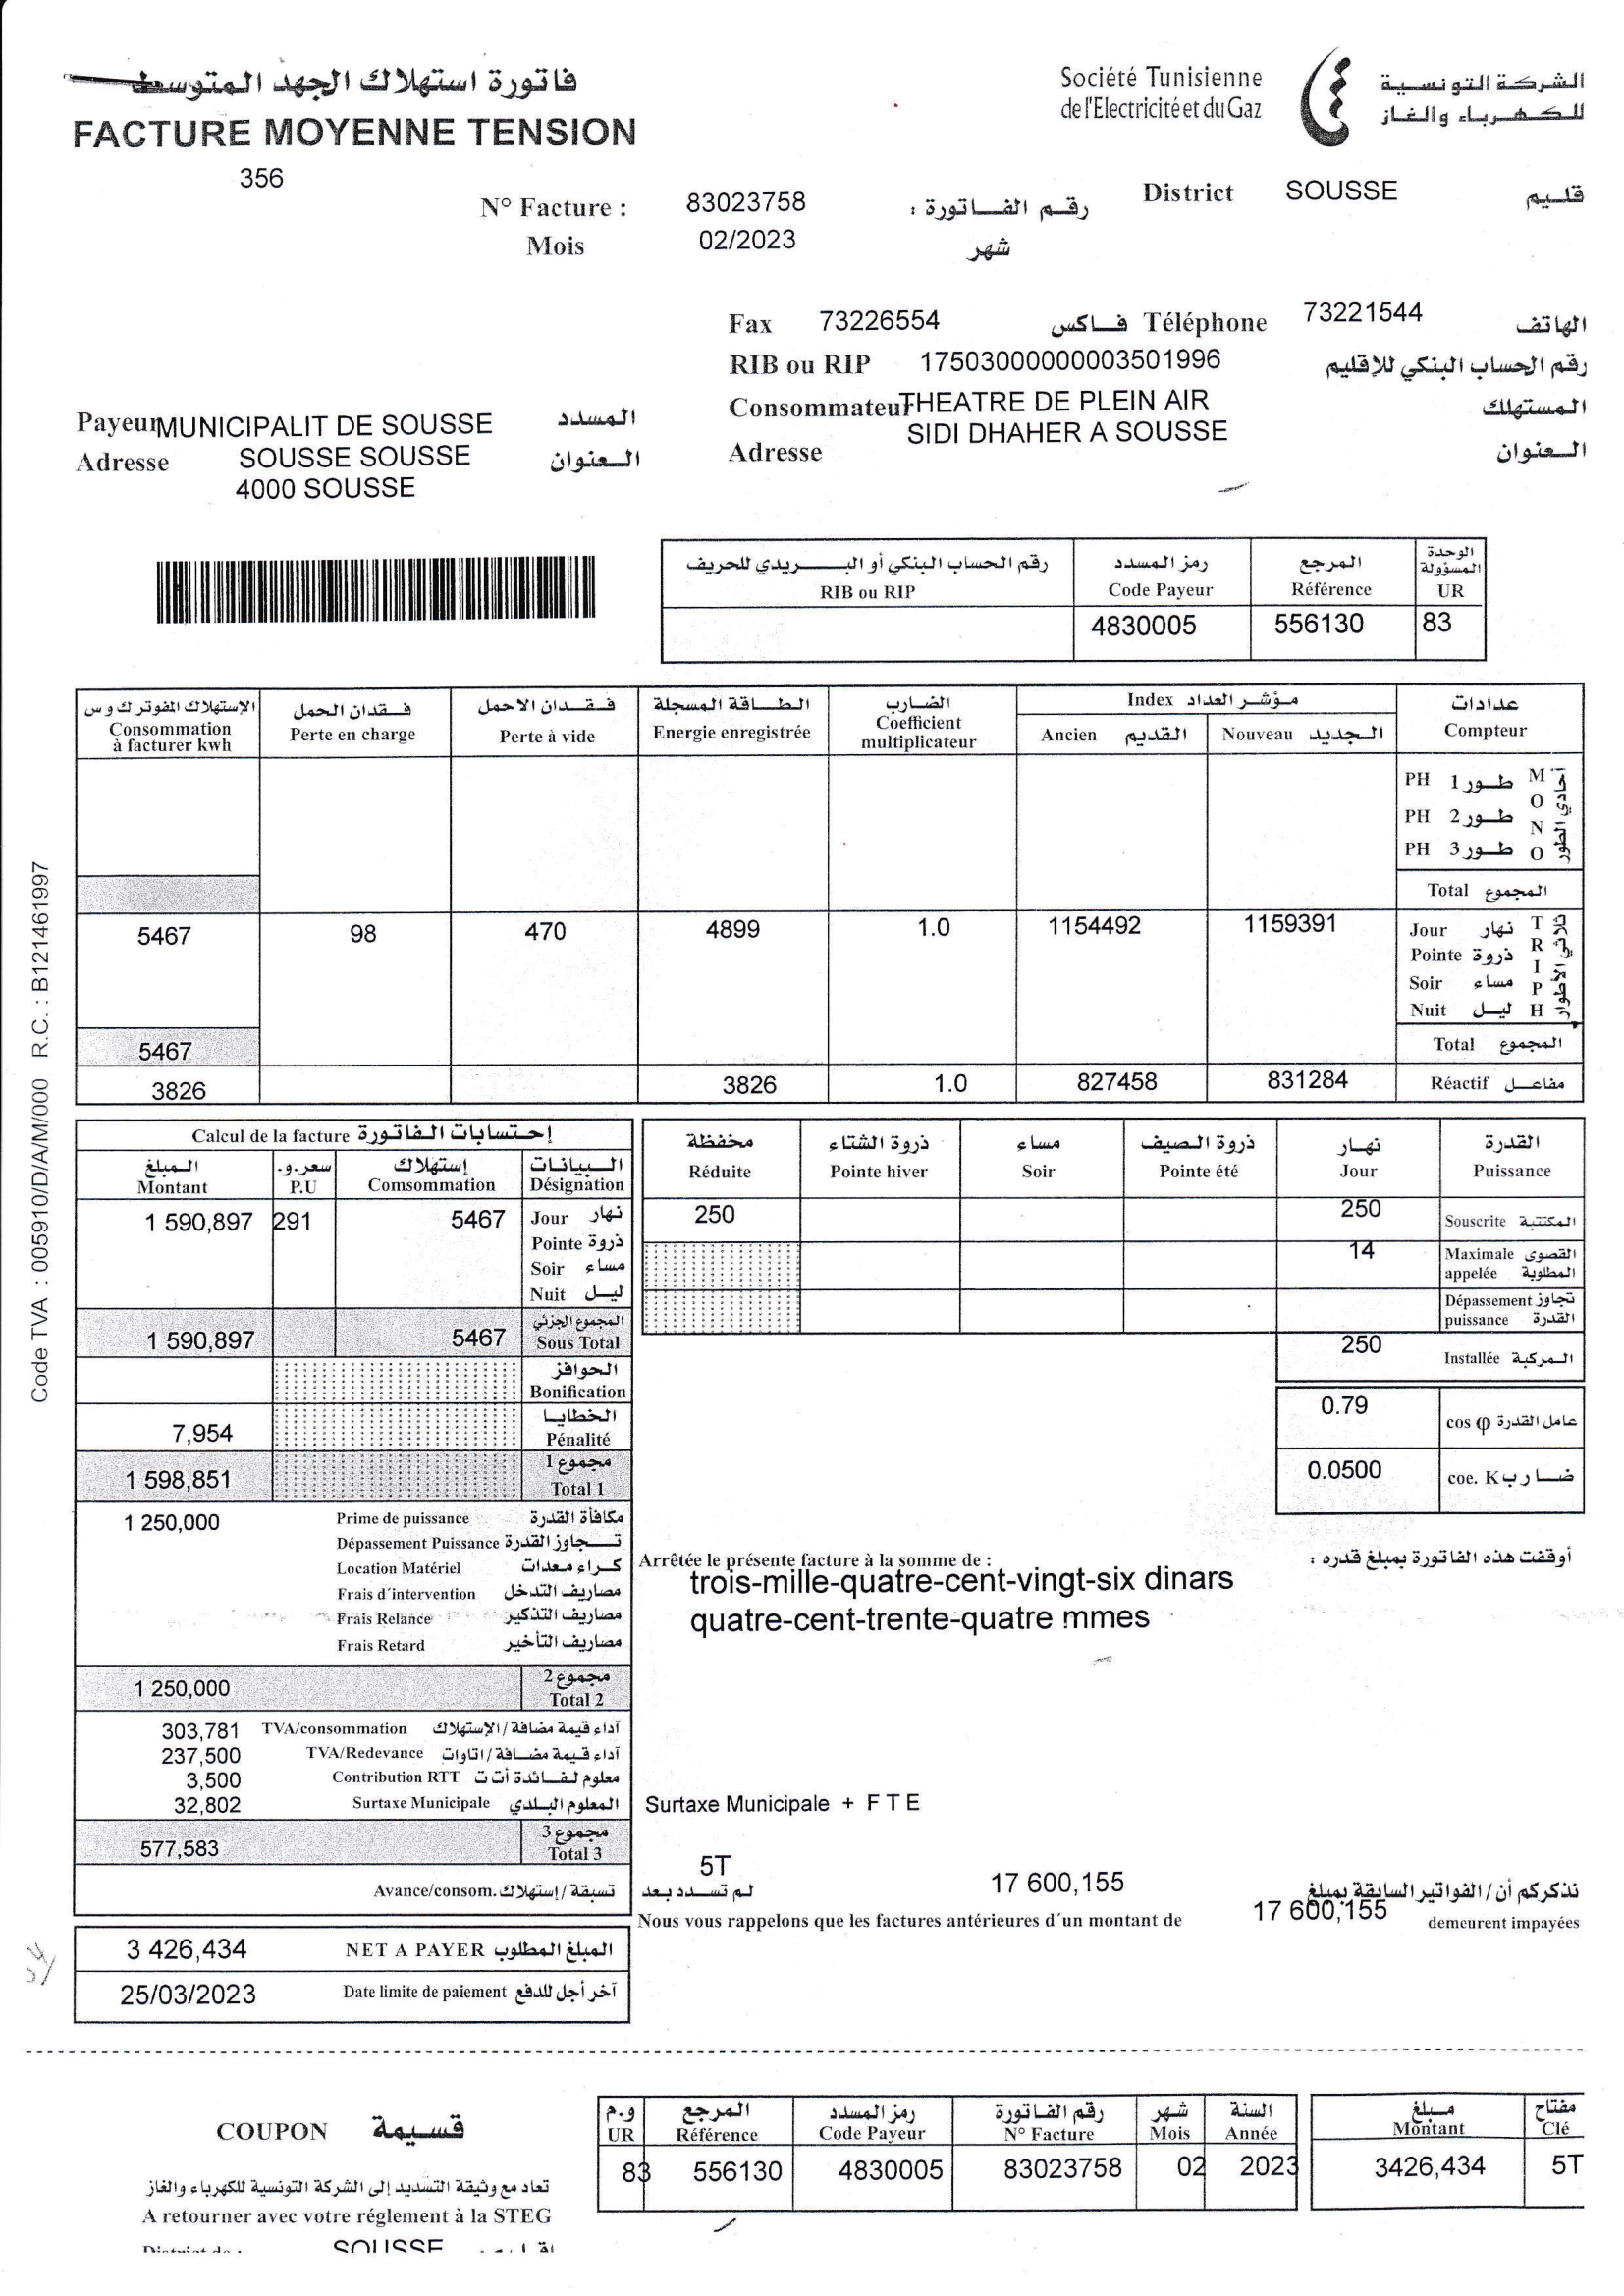 فاتورة استهلاك الجهد المتوسط
FACTURE MOYENNE TENSION
356
Société Tunisienne
de l'Electricité et du Gaz
الشركة التونسية
للكهرباء والغاز
N° Facture : 83023758 رقم الفاتورة :
Mois 02/2023 شهر
District SOUSSE قليم
Fax 73226554 فاكس Téléphone 73221544 الهاتف
RIB ou RIP 17503000000003501996 رقم الحساب البنكي للإقليم
Consommateur THEATRE DE PLEIN AIR المستهلك
SIDI DHAHER A SOUSSE
Adresse العنوان
Payeur MUNICIPALIT DE SOUSSE المسدد
Adresse SOUSSE SOUSSE العنوان
4000 SOUSSE
رقم الحساب البنكي أو البريدي للحريف رمز المسدد المرجع الوحدة المسؤولة
RIB ou RIP Code Payeur Référence UR
4830005 556130 83
Code TVA : 005910/D/A/M/000 R.C. : B121461997
الإستهلاك المفوتر ك و س فقدان الحمل فقدان الاحمل الطاقة المسجلة الضارب مؤشر العداد Index عدادات
Consommation à facturer kwh Perte en charge Perte à vide Energie enregistrée Coefficient multiplicateur Ancien القديم Nouveau الجديد Compteur
PH 1 طور
PH 2 طور
PH 3 طور
MONO أحادي الطور
Total المجموع
5467 98 470 4899 1.0 1154492 1159391 Jour نهار
Pointe ذروة
Soir مساء
Nuit ليل
TRIPH ثلاثي الأطوار
5467 Total المجموع
3826 3826 1.0 827458 831284 Réactif مفاعل
Calcul de la facture إحتسابات الفاتورة
المبلغ سعر.و. إستهلاك البيانات
Montant P.U Comsommation Désignation
1 590,897 291 5467 Jour نهار
Pointe ذروة
Soir مساء
Nuit ليل
المجموع الجزئي
1 590,897 5467 Sous Total
الحوافز
Bonification
الخطايا
7,954 Pénalité
مجموع 1
1 598,851 Total 1
1 250,000 Prime de puissance مكافأة القدرة
Dépassement Puissance تجاوز القدرة
Location Matériel كراء معدات
Frais d'intervention مصاريف التدخل
Frais Relance مصاريف التذكير
Frais Retard مصاريف التأخير
مجموع 2
1 250,000 Total 2
303,781 TVA/consommation آداء قيمة مضافة/الإستهلاك
237,500 TVA/Redevance آداء قيمة مضافة/اتاوات
3,500 Contribution RTT معلوم لفائدة أ ت ت
32,802 Surtaxe Municipale المعلوم البلدي
مجموع 3
577,583 Total 3
Avance/consom. تسبقة/إستهلاك
3 426,434 NET A PAYER المبلغ المطلوب
25/03/2023 Date limite de paiement آخر أجل للدفع
مخفظة ذروة الشتاء مساء ذروة الصيف نهار القدرة
Réduite Pointe hiver Soir Pointe été Jour Puissance
250 250 Souscrite المكتتبة
14 Maximale appelée القصوى المطلوبة
Dépassement puissance تجاوز القدرة
250 Installée المركبة
0.79 cos φ عامل القدرة
0.0500 coe. K ضارب
Arrêtée le présente facture à la somme de : أوقفت هذه الفاتورة بمبلغ قدره :
trois-mille-quatre-cent-vingt-six dinars
quatre-cent-trente-quatre mmes
Surtaxe Municipale + F T E
5T
لم تسدد بعد 17 600,155 نذكركم أن/الفواتير السابقة بمبلغ
Nous vous rappelons que les factures antérieures d'un montant de 17 600,155 demeurent impayées
COUPON قسيمة
تعاد مع وثيقة التسديد إلى الشركة التونسية للكهرباء والغاز
A retourner avec votre réglement à la STEG
District de : SOUSSE
و.م المرجع رمز المسدد رقم الفاتورة شهر السنة مبلغ مفتاح
UR Référence Code Payeur N° Facture Mois Année Montant Clé
83 556130 4830005 83023758 02 2023 3426,434 5T